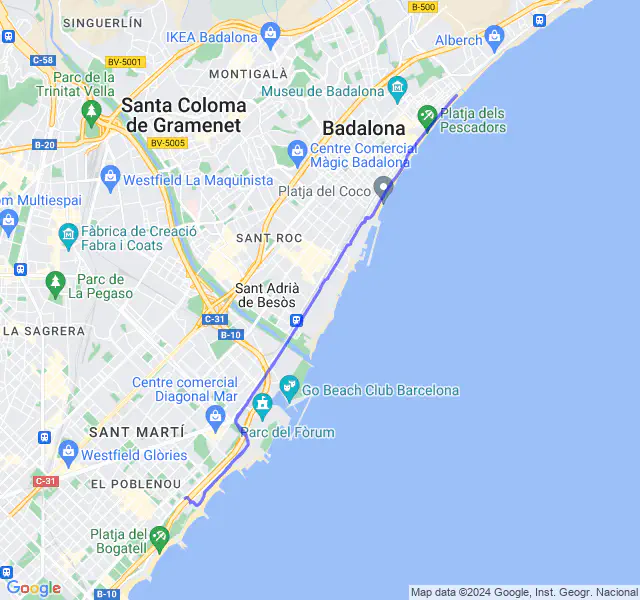 B-500
SINGUERLÍN
IKEA Badalona
Alberch
C-58
BV-5001
MONTIGALÀ
Parc de la
Trinitat Vella
Museu de Badalona
Santa Coloma
de Gramenet
Platja dels
Pescadors
Badalona
B-20
BV-5005
Centre Comercial
Màgic Badalona
Westfield La Maquinista
Platja del Coco
om Multiespai
Fàbrica de Creació
Fabra i Coats
SANT ROC
Parc de
La Pegaso
Sant Adrià
de Besòs
C-31
LA SAGRERA
B-10
Centre comercial
Diagonal Mar
Go Beach Club Barcelona
SANT MARTÍ
Parc del Fòrum
Westfield Glòries
C-31
EL POBLENOU
Platja del
Bogatell
Google
B-10
Map data ©2024 Google, Inst. Geogr. Nacional